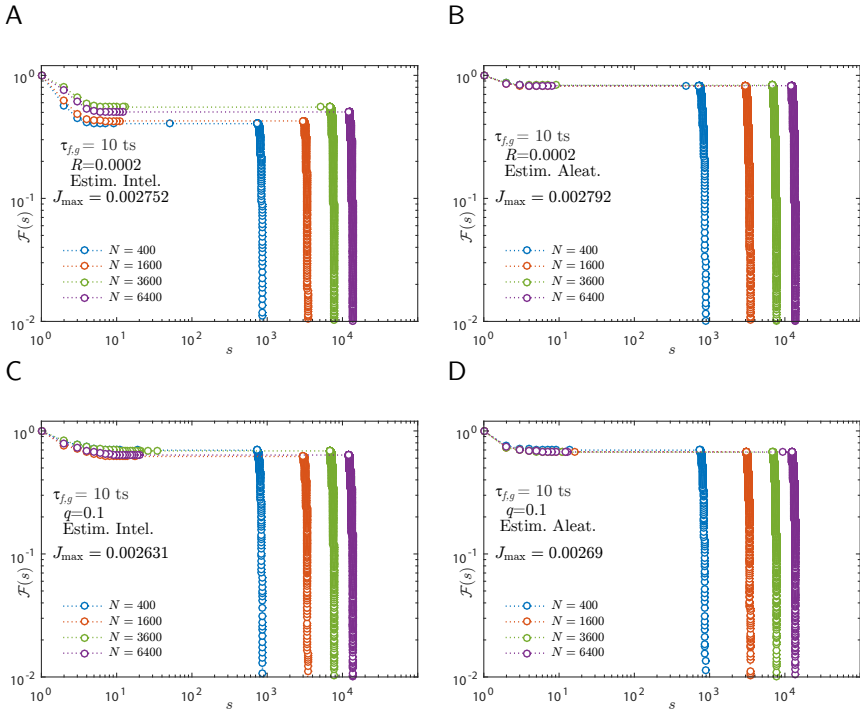 A
10^0
10^-1
10^-2
F(s)
τ_{f,g} = 10 ts
R=0.0002
Estim. Intel.
J_max = 0.002752
N = 400
N = 1600
N = 3600
N = 6400
10^0 10^1 10^2 10^3 10^4
s
B
10^0
10^-1
10^-2
F(s)
τ_{f,g} = 10 ts
R=0.0002
Estim. Aleat.
J_max = 0.002792
N = 400
N = 1600
N = 3600
N = 6400
10^0 10^1 10^2 10^3 10^4
s
C
10^0
10^-1
10^-2
F(s)
τ_{f,g} = 10 ts
q=0.1
Estim. Intel.
J_max = 0.002631
N = 400
N = 1600
N = 3600
N = 6400
10^0 10^1 10^2 10^3 10^4
s
D
10^0
10^-1
10^-2
F(s)
τ_{f,g} = 10 ts
q=0.1
Estim. Aleat.
J_max = 0.00269
N = 400
N = 1600
N = 3600
N = 6400
10^0 10^1 10^2 10^3 10^4
s